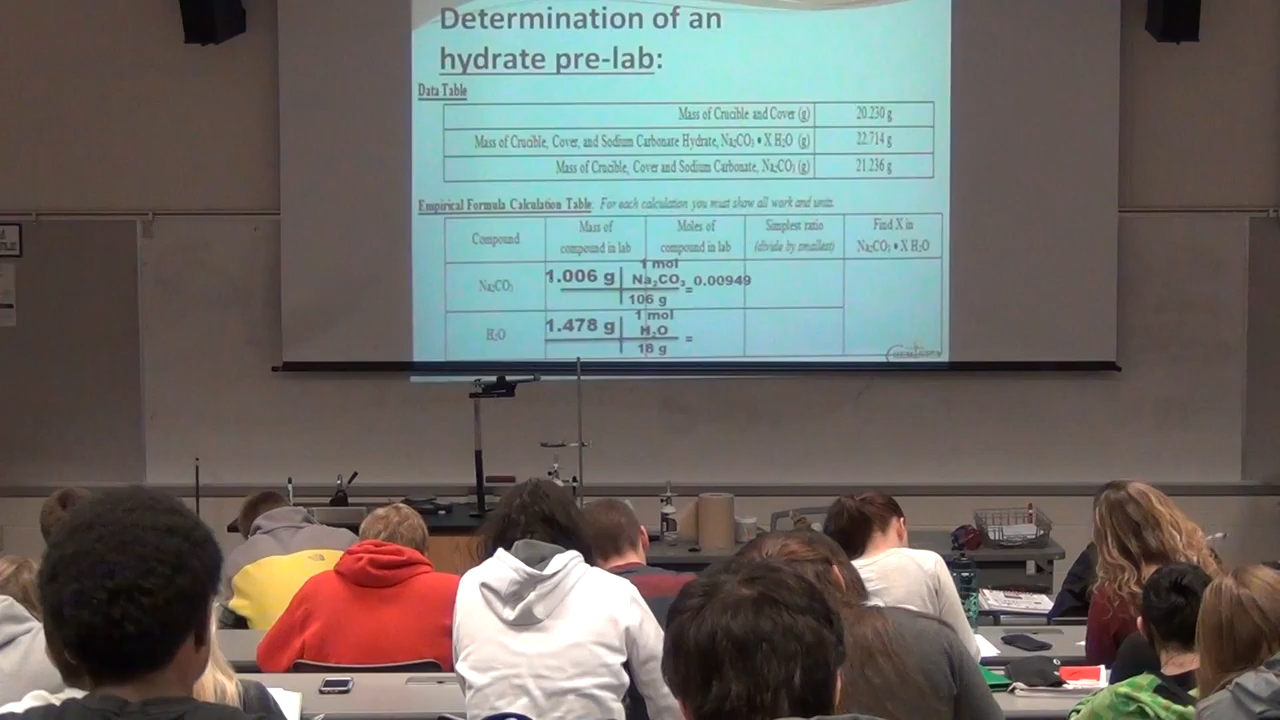 Determination of an
hydrate pre-lab:
Data Table
Mass of Crucible and Cover (g) 20.230 g
Mass of Crucible, Cover, and Sodium Carbonate Hydrate, Na₂CO₃ • X H₂O (g) 22.714 g
Mass of Crucible, Cover and Sodium Carbonate, Na₂CO₃ (g) 21.236 g
Empirical Formula Calculation Table: For each calculation you must show all work and units.
Compound Mass of compound in lab Moles of compound in lab Simplest ratio (divide by smallest) Find X in Na₂CO₃ • X H₂O
Na₂CO₃
1 mol
1.006 g Na₂CO₃ = 0.00949
106 g
H₂O
1 mol
1.478 g H₂O
18 g =